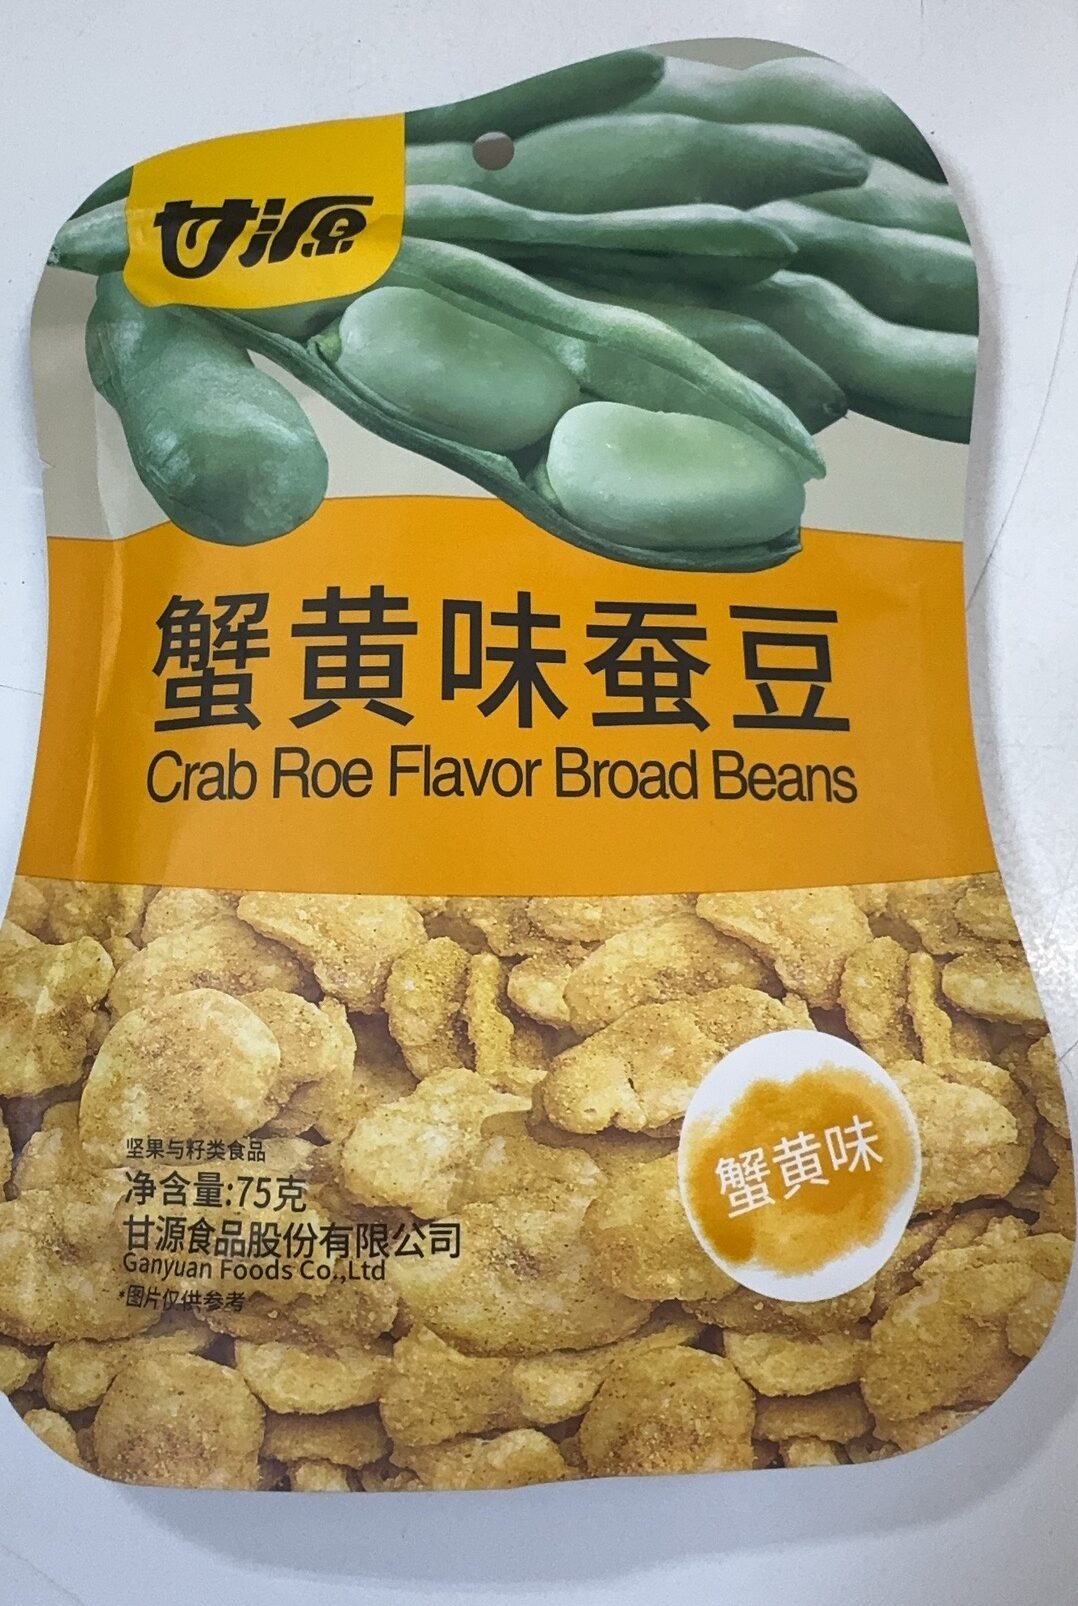 甘源
蟹黄味蚕豆
Crab Roe Flavor Broad Beans
蟹黄味
坚果与籽类食品
净含量:75克
甘源食品股份有限公司
Ganyuan Foods Co.,Ltd
*图片仅供参考